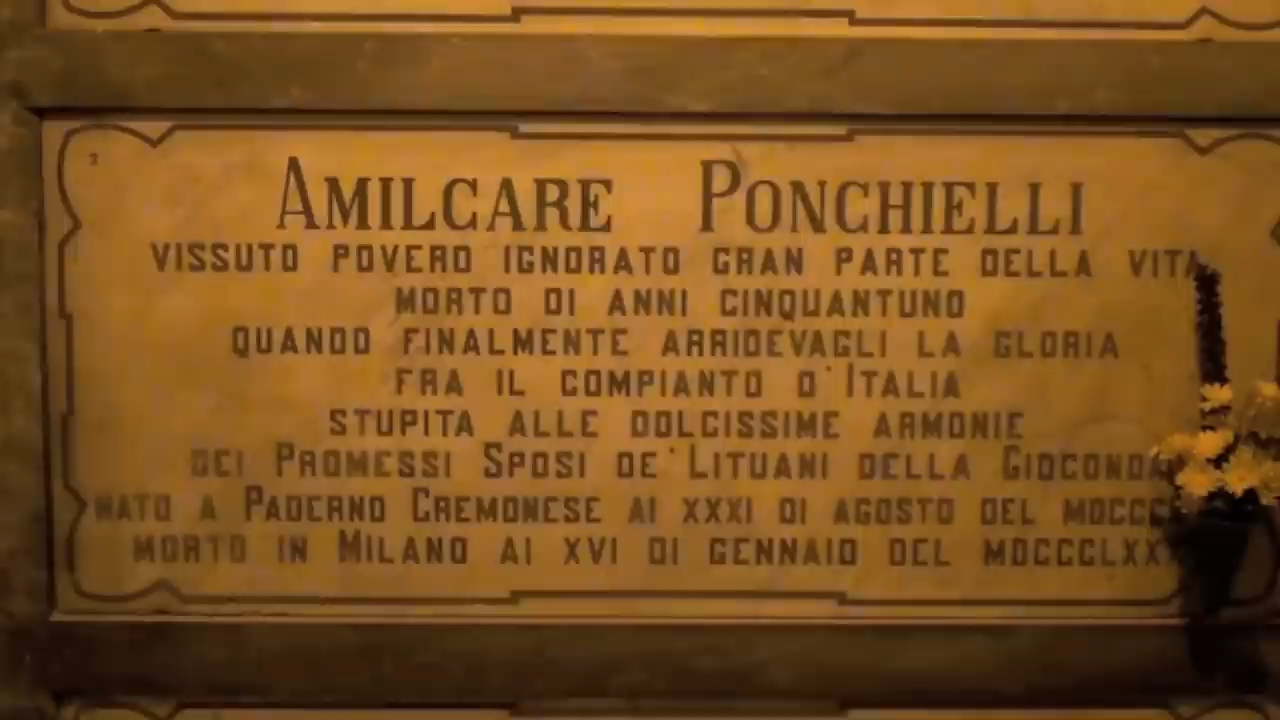 AMILCARE PONCHIELLI
VISSUTO POVERO IGNORATO GRAN PARTE DELLA VITA
MORTO DI ANNI CINQUANTUNO
QUANDO FINALMENTE ARRIDEVAGLI LA GLORIA
FRA IL COMPIANTO D'ITALIA
STUPITA ALLE DOLCISSIME ARMONIE
DEI PROMESSI SPOSI DE' LITUANI DELLA GIOCONDA
NATO A PADERNO CREMONESE AI XXXI DI AGOSTO DEL
MORTO IN MILANO AI XVI DI GENNAIO DEL